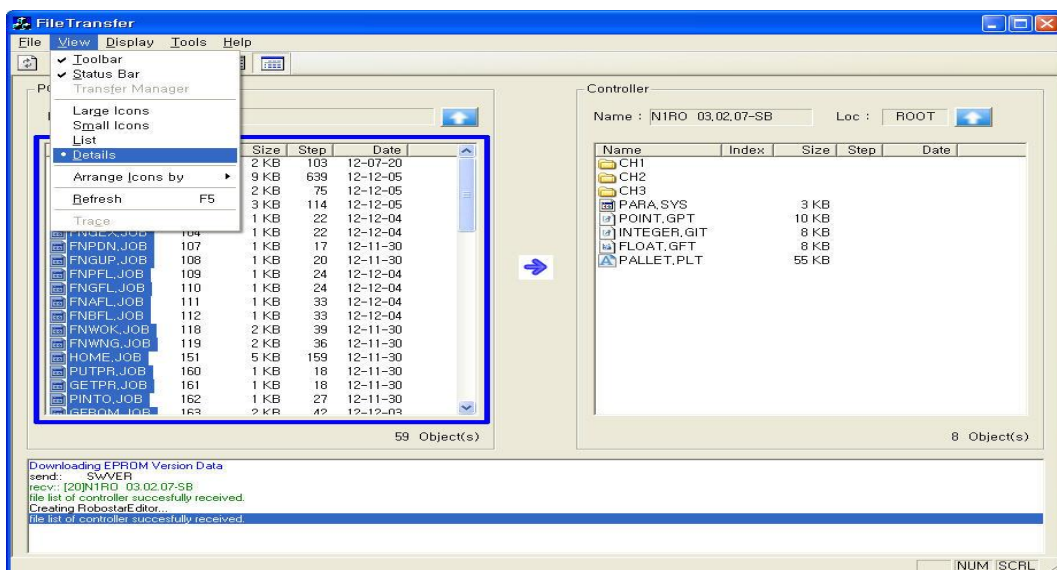 FileTransfer
File View Display Tools Help
Toolbar
Status Bar
Transfer Manager
Large Icons
Small Icons
List
Details
Arrange Icons by
Refresh F5
Trace
Size Step Date
2 KB 103 12-07-20
9 KB 639 12-12-05
2 KB 75 12-12-05
3 KB 114 12-12-05
1 KB 22 12-12-04
104 1 KB 22 12-12-04
FNPDN.JOB 107 1 KB 17 12-11-30
FNGUP.JOB 108 1 KB 20 12-11-30
FNPFL.JOB 109 1 KB 24 12-12-04
FNGFL.JOB 110 1 KB 24 12-12-04
FNAFL.JOB 111 1 KB 33 12-12-04
FNBFL.JOB 112 1 KB 33 12-12-04
FNWOK.JOB 118 2 KB 39 12-11-30
FNWNG.JOB 119 2 KB 36 12-11-30
HOME.JOB 151 5 KB 159 12-11-30
PUTPR.JOB 160 1 KB 18 12-11-30
GETPR.JOB 161 1 KB 18 12-11-30
PINTO.JOB 162 1 KB 27 12-11-30
163 2 KB 42 12-12-03
59 Object(s)
Controller
Name : N1RO 03.02.07-SB Loc : ROOT
Name Index Size Step Date
CH1
CH2
CH3
PARA.SYS 3 KB
POINT.GPT 10 KB
INTEGER.GIT 8 KB
FLOAT.GFT 8 KB
PALLET.PLT 55 KB
8 Object(s)
Downloading EPROM Version Data
send:: SWVER
recv:: [20]N1RO 03.02.07-SB
file list of controller succesfully received.
Creating RobostarEditor...
file list of controller succesfully received.
NUM SCRL